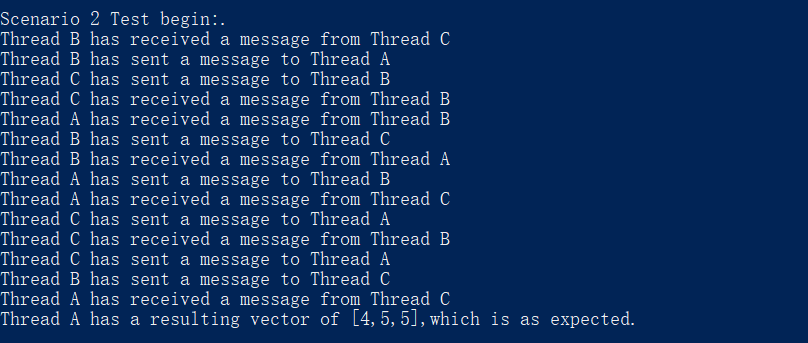 Scenario 2 Test begin:.
Thread B has received a message from Thread C
Thread B has sent a message to Thread A
Thread C has sent a message to Thread B
Thread C has received a message from Thread B
Thread A has received a message from Thread B
Thread B has sent a message to Thread C
Thread B has received a message from Thread A
Thread A has sent a message to Thread B
Thread A has received a message from Thread C
Thread C has sent a message to Thread A
Thread C has received a message from Thread B
Thread C has sent a message to Thread A
Thread B has sent a message to Thread C
Thread A has received a message from Thread C
Thread A has a resulting vector of [4,5,5],which is as expected.